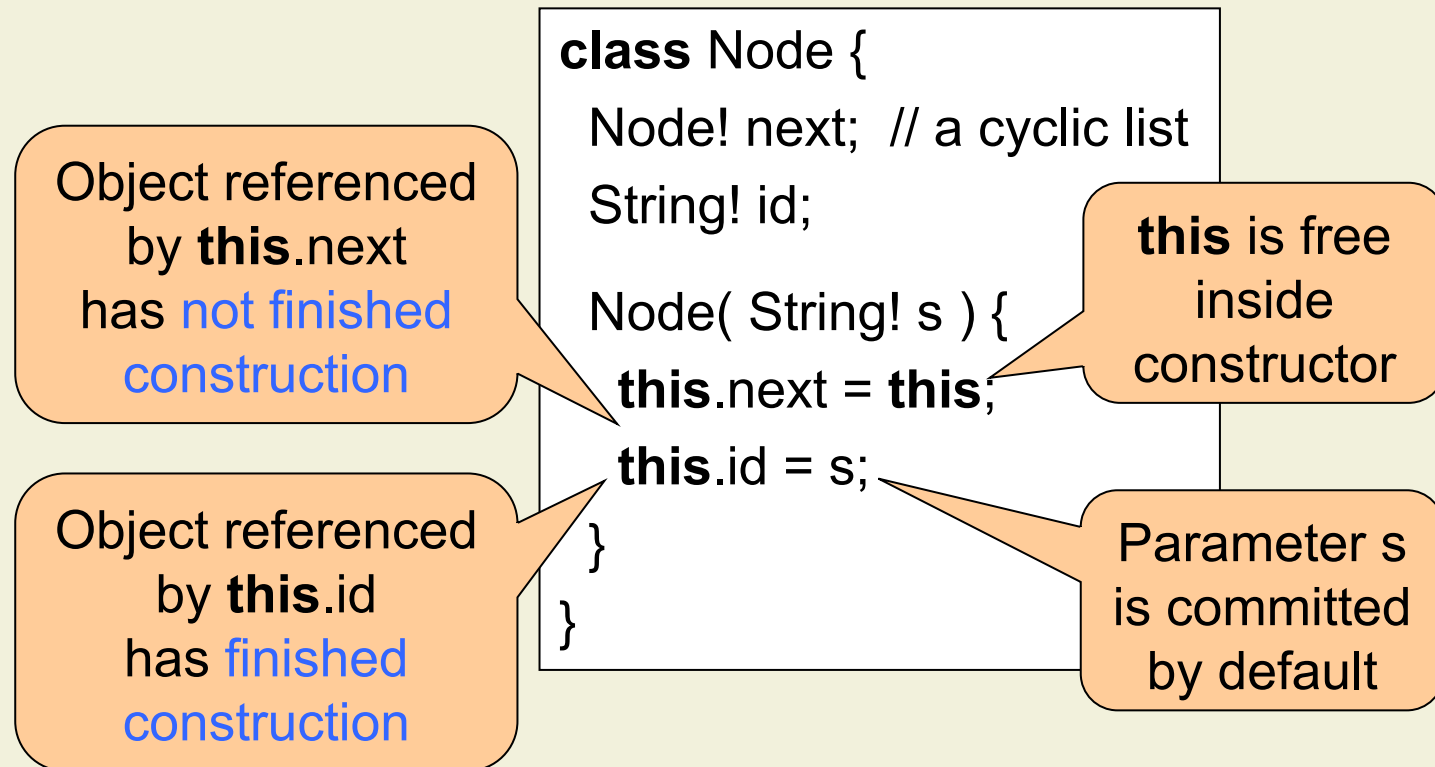 class Node {
Node! next; // a cyclic list
String! id;
Node( String! s ) {
this.next = this;
this.id = s;
}
}
Object referenced
by this.next
has not finished
construction
Object referenced
by this.id
has finished
construction
this is free
inside
constructor
Parameter s
is committed
by default